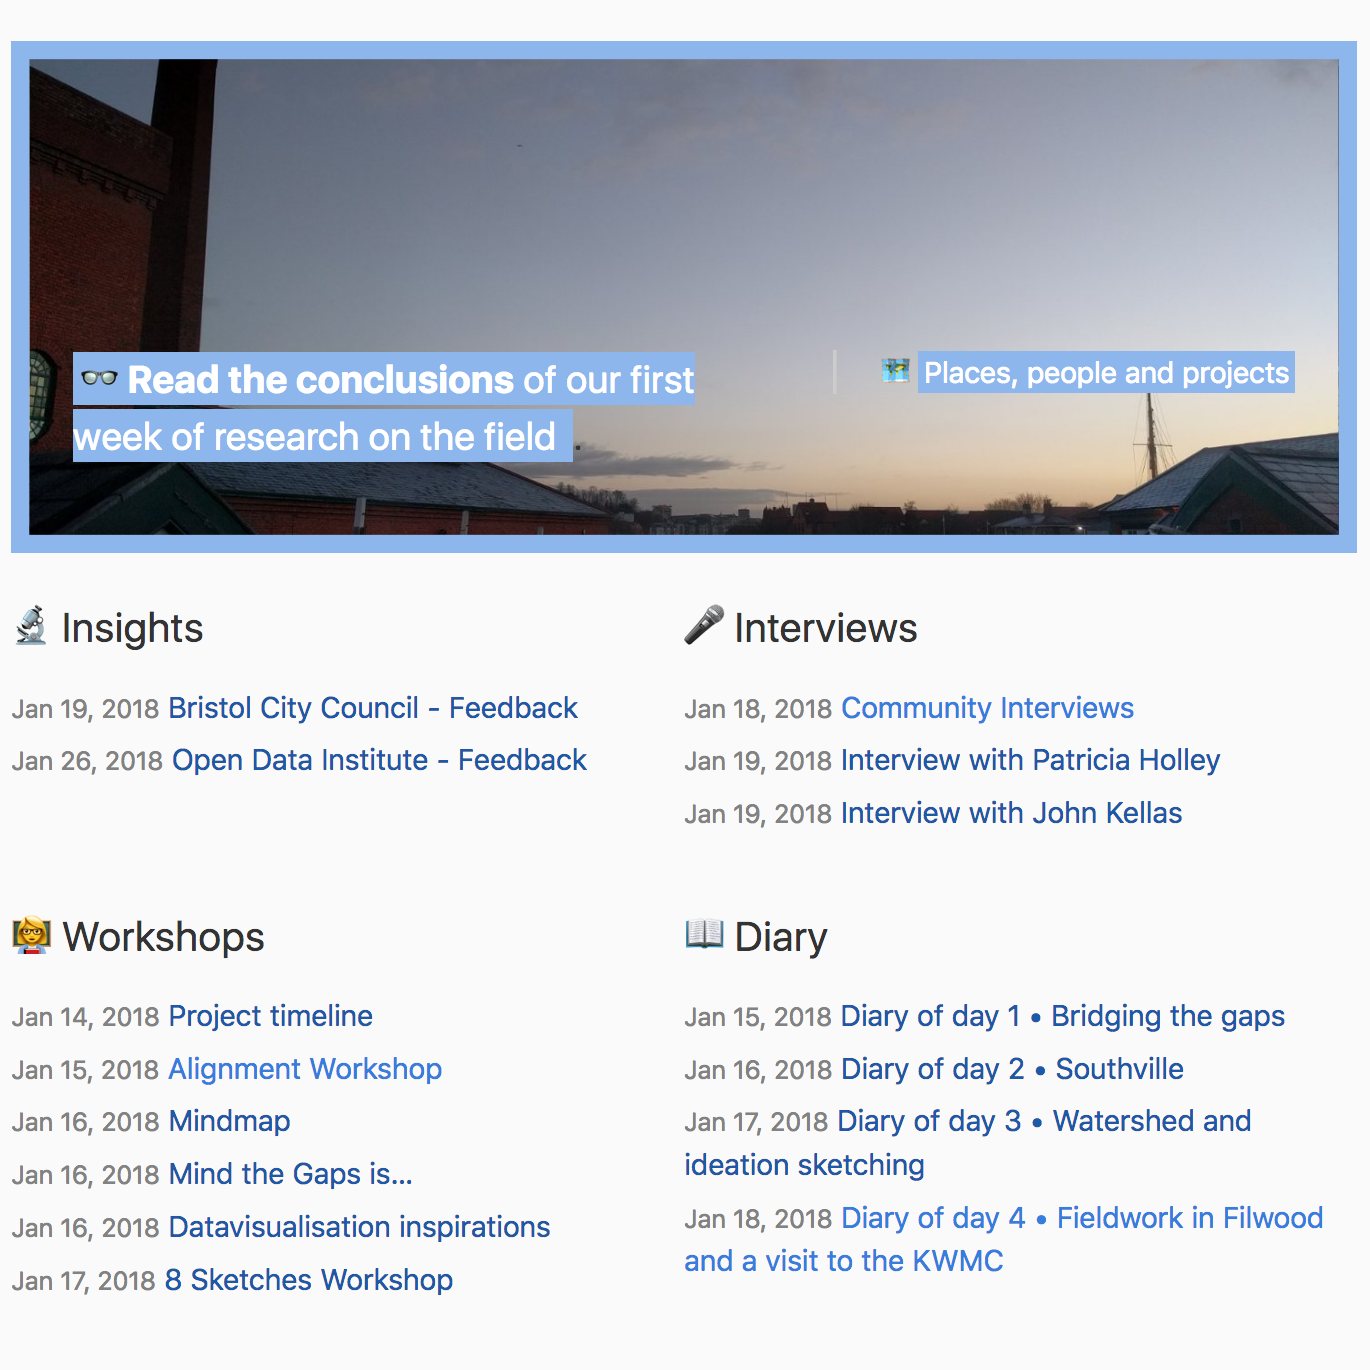 👓 Read the conclusions of our first
week of research on the field
🗺 Places, people and projects
🔬 Insights
Jan 19, 2018 Bristol City Council - Feedback
Jan 26, 2018 Open Data Institute - Feedback
🎤 Interviews
Jan 18, 2018 Community Interviews
Jan 19, 2018 Interview with Patricia Holley
Jan 19, 2018 Interview with John Kellas
👩‍🏫 Workshops
Jan 14, 2018 Project timeline
Jan 15, 2018 Alignment Workshop
Jan 16, 2018 Mindmap
Jan 16, 2018 Mind the Gaps is...
Jan 16, 2018 Datavisualisation inspirations
Jan 17, 2018 8 Sketches Workshop
📖 Diary
Jan 15, 2018 Diary of day 1 • Bridging the gaps
Jan 16, 2018 Diary of day 2 • Southville
Jan 17, 2018 Diary of day 3 • Watershed and
ideation sketching
Jan 18, 2018 Diary of day 4 • Fieldwork in Filwood
and a visit to the KWMC